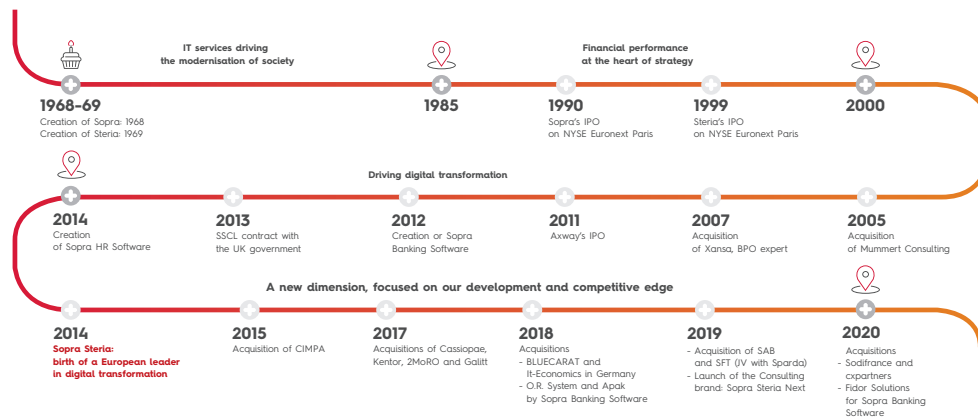 IT services driving
the modernisation of society
Financial performance
at the heart of strategy
1968-69
Creation of Sopra: 1968
Creation of Steria: 1969
1985
1990
Sopra's IPO
on NYSE Euronext Paris
1999
Steria's IPO
on NYSE Euronext Paris
2000
Driving digital transformation
2014
Creation
of Sopra HR Software
2013
SSCL contract with
the UK government
2012
Creation or Sopra
Banking Software
2011
Axway's IPO
2007
Acquisition
of Xansa, BPO expert
2005
Acquisition
of Mummert Consulting
A new dimension, focused on our development and competitive edge
2014
Sopra Steria:
birth of a European leader
in digital transformation
2015
Acquisition of CIMPA
2017
Acquisitions of Cassiopae,
Kentor, 2MoRO and Galitt
2018
Acquisitions
- BLUECARAT and
It-Economics in Germany
- O.R. System and Apak
by Sopra Banking Software
2019
- Acquisition of SAB
and SFT (JV with Sparda)
- Launch of the Consulting
brand: Sopra Steria Next
2020
Acquisitions
- Sodifrance and
cxpartners
- Fidor Solutions
for Sopra Banking
Software